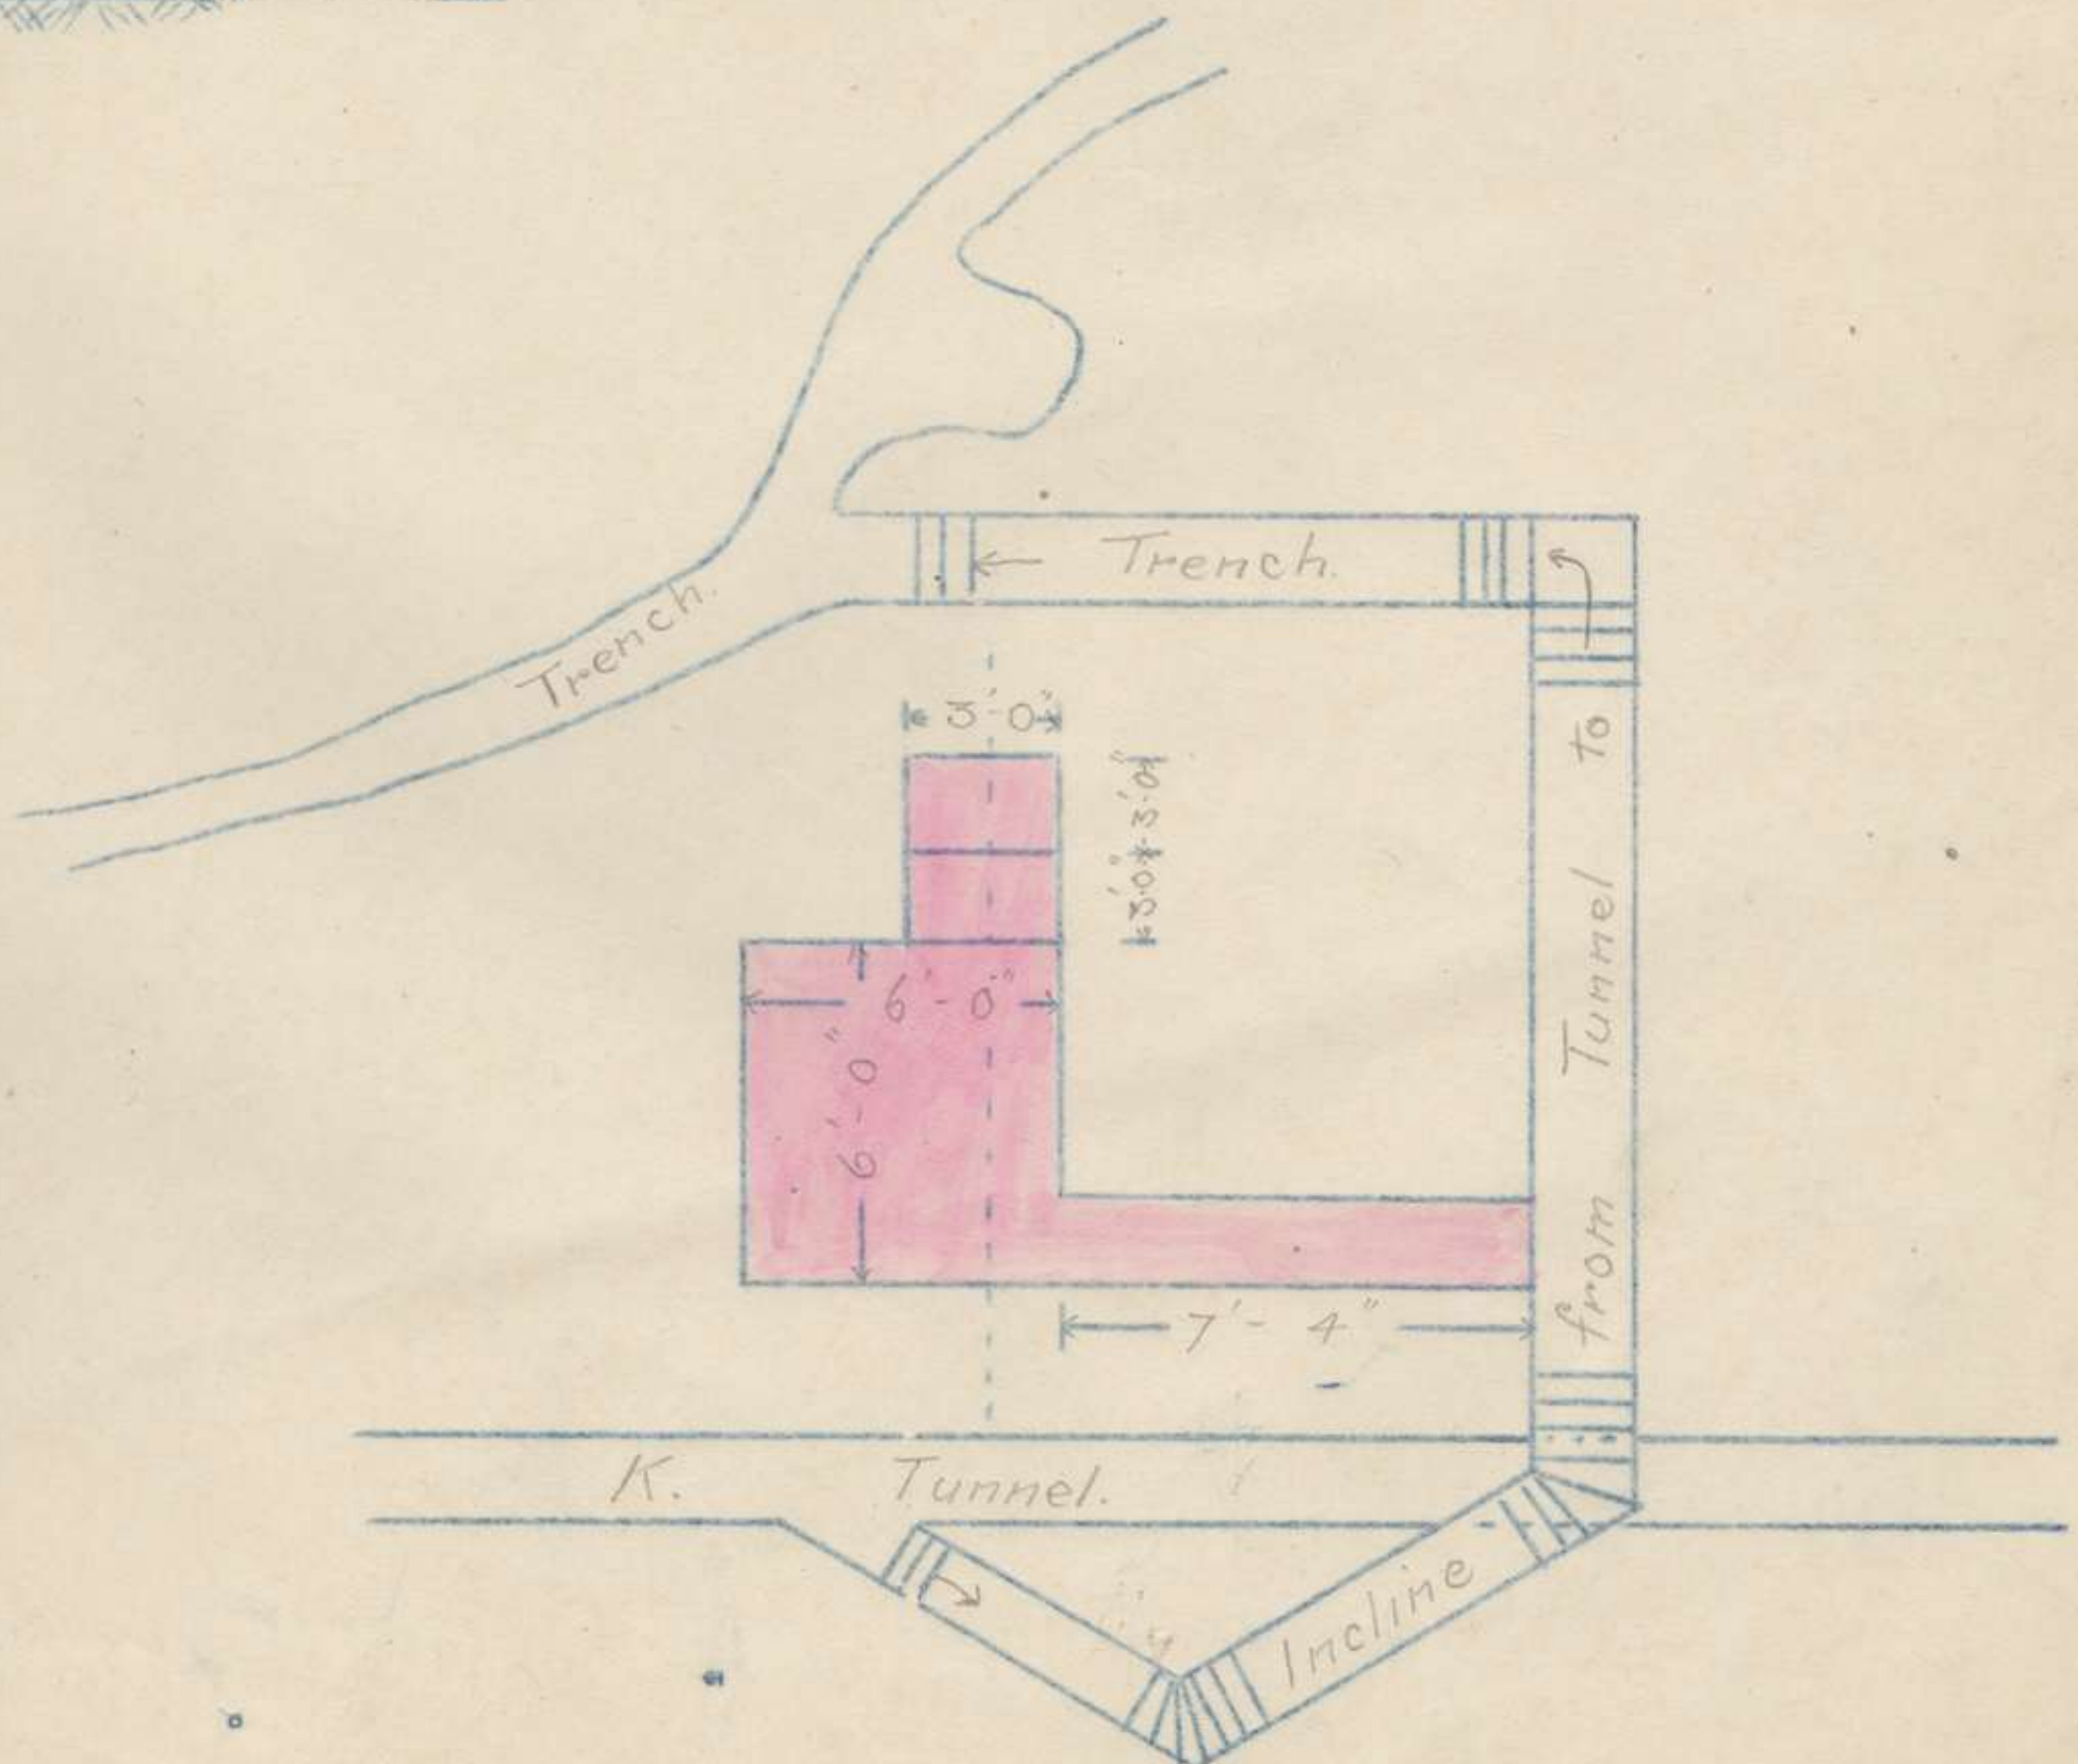 Trench.
Trench.
3'-0"
3'.0"
3'.0"
6'-0"
6'-0"
7'- 4"
Incline from Tunnel to
K. Tunnel.